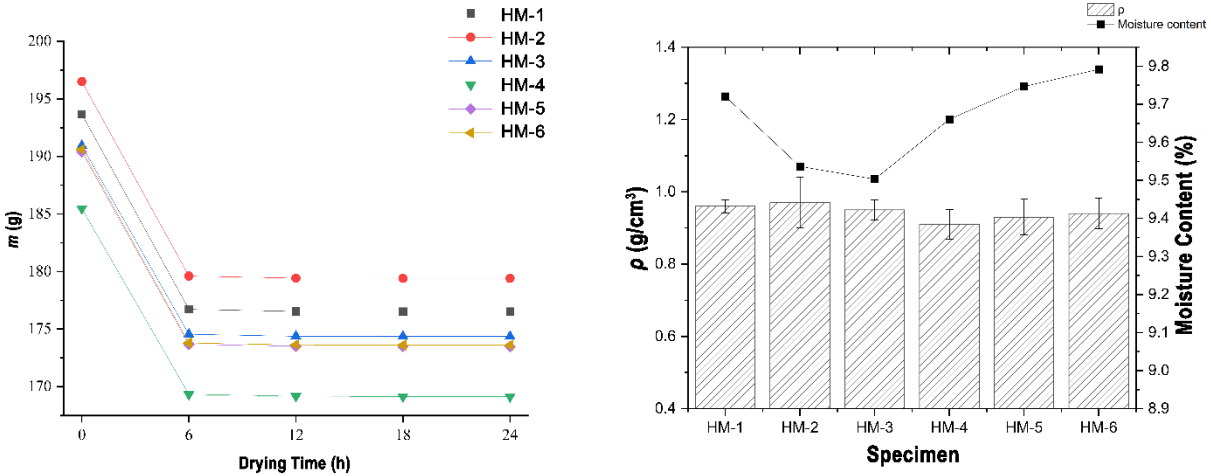 HM-1
HM-2
HM-3
HM-4
HM-5
HM-6
200
195
190
185
180
175
170
m (g)
0 6 12 18 24
Drying Time (h)
ρ
Moisture content
1.4
1.2
1.0
0.8
0.6
0.4
ρ (g/cm³)
9.8
9.7
9.6
9.5
9.4
9.3
9.2
9.1
9.0
8.9
Moisture Content (%)
HM-1 HM-2 HM-3 HM-4 HM-5 HM-6
Specimen